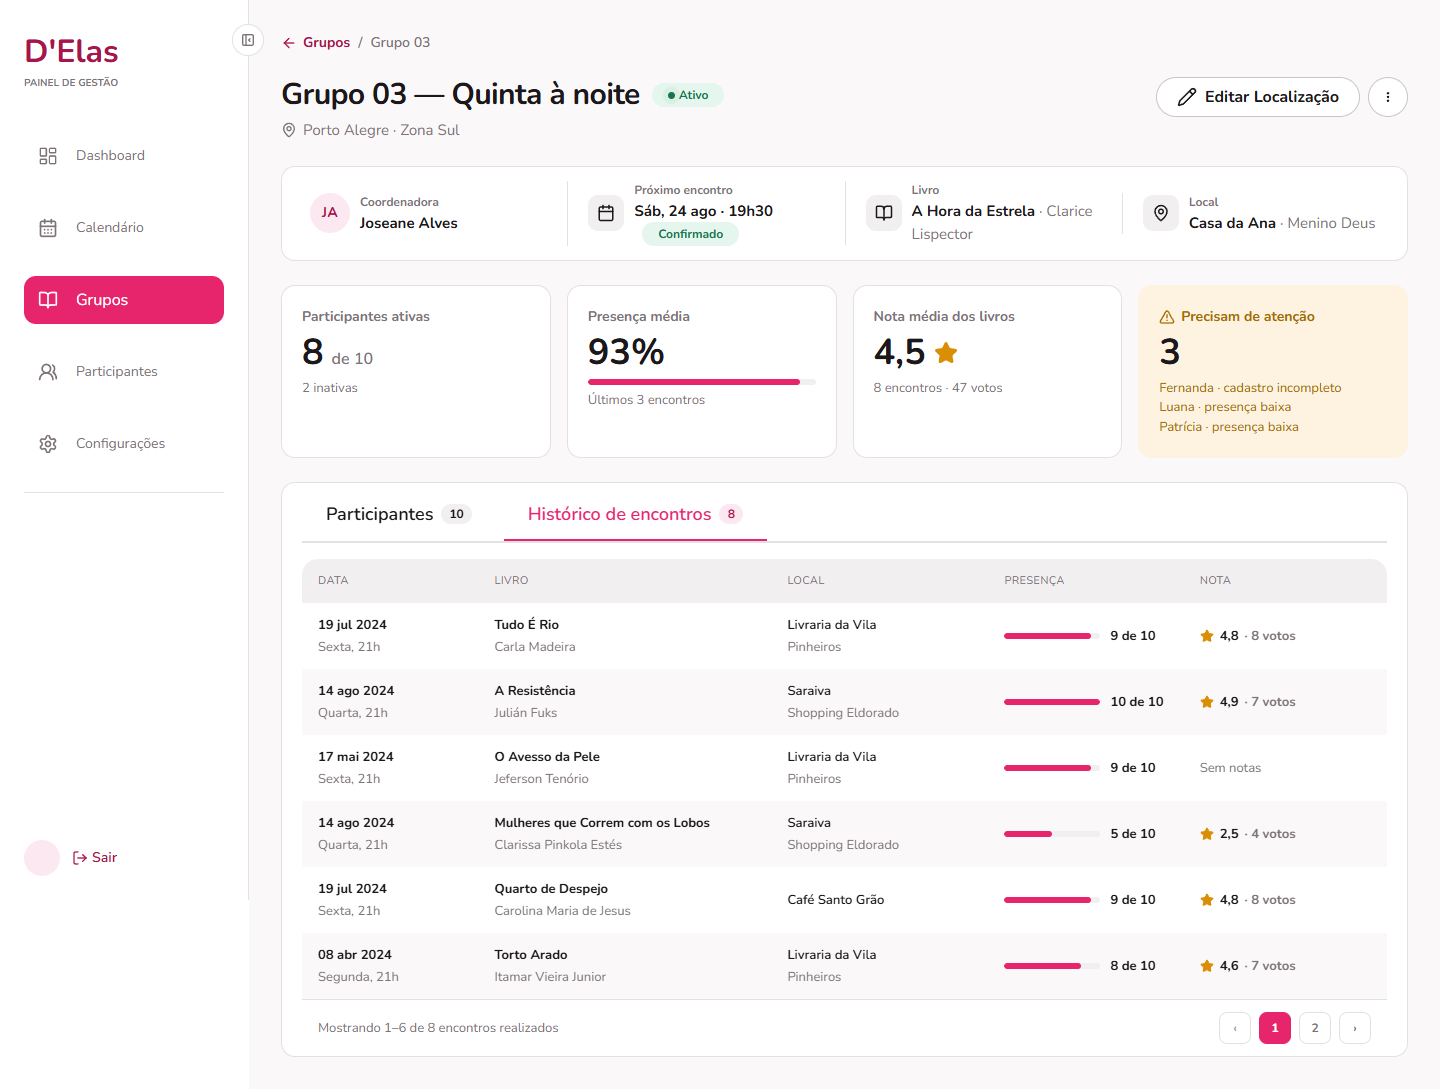 D'Elas
PAINEL DE GESTÃO
Dashboard
Calendário
Grupos
Participantes
Configurações
Sair
Grupos / Grupo 03
Grupo 03 — Quinta à noite
Ativo
Porto Alegre · Zona Sul
Editar Localização
JA
Coordenadora
Joseane Alves
Próximo encontro
Sáb, 24 ago · 19h30
Confirmado
Livro
A Hora da Estrela · Clarice
Lispector
Local
Casa da Ana · Menino Deus
Participantes ativas
8 de 10
2 inativas
Presença média
93%
Últimos 3 encontros
Nota média dos livros
4,5
8 encontros · 47 votos
Precisam de atenção
3
Fernanda · cadastro incompleto
Luana · presença baixa
Patrícia · presença baixa
Participantes 10
Histórico de encontros 8
DATA LIVRO LOCAL PRESENÇA NOTA
19 jul 2024 Tudo É Rio Livraria da Vila
9 de 10 4,8 · 8 votos
Sexta, 21h Carla Madeira Pinheiros
14 ago 2024 A Resistência Saraiva
10 de 10 4,9 · 7 votos
Quarta, 21h Julián Fuks Shopping Eldorado
17 mai 2024 O Avesso da Pele Livraria da Vila
9 de 10 Sem notas
Sexta, 21h Jeferson Tenório Pinheiros
14 ago 2024 Mulheres que Correm com os Lobos Saraiva
5 de 10 2,5 · 4 votos
Quarta, 21h Clarissa Pinkola Estés Shopping Eldorado
19 jul 2024 Quarto de Despejo
Café Santo Grão 9 de 10 4,8 · 8 votos
Sexta, 21h Carolina Maria de Jesus
08 abr 2024 Torto Arado Livraria da Vila
8 de 10 4,6 · 7 votos
Segunda, 21h Itamar Vieira Junior Pinheiros
Mostrando 1–6 de 8 encontros realizados
‹ 1 2 ›